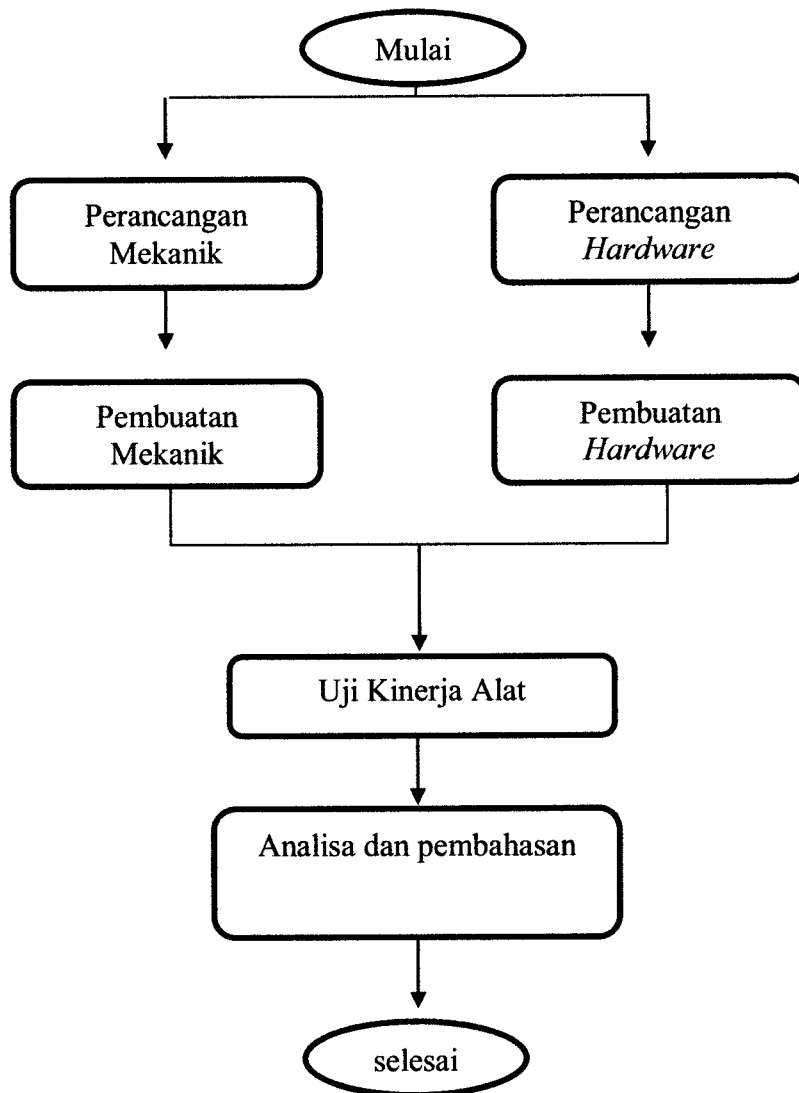 Mulai
Perancangan
Mekanik
Perancangan
Hardware
Pembuatan
Mekanik
Pembuatan
Hardware
Uji Kinerja Alat
Analisa dan pembahasan
selesai